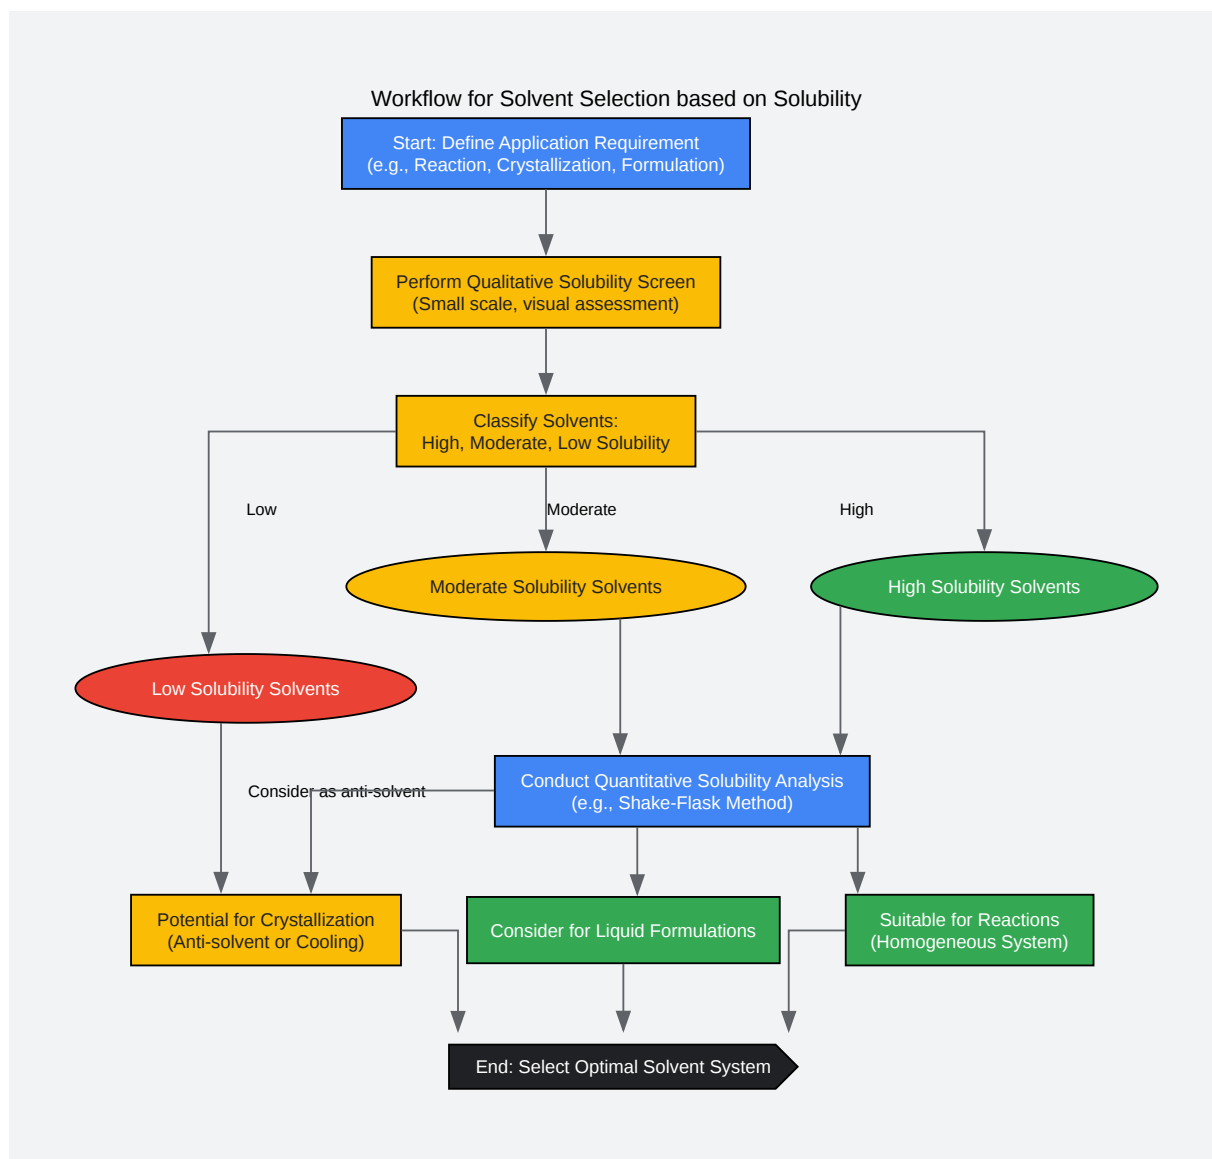 Workflow for Solvent Selection based on Solubility
Start: Define Application Requirement
(e.g., Reaction, Crystallization, Formulation)
Perform Qualitative Solubility Screen
(Small scale, visual assessment)
Classify Solvents:
High, Moderate, Low Solubility
Low
Moderate
High
Moderate Solubility Solvents
High Solubility Solvents
Low Solubility Solvents
Conduct Quantitative Solubility Analysis
(e.g., Shake-Flask Method)
Consider as anti-solvent
Potential for Crystallization
(Anti-solvent or Cooling)
Consider for Liquid Formulations
Suitable for Reactions
(Homogeneous System)
End: Select Optimal Solvent System